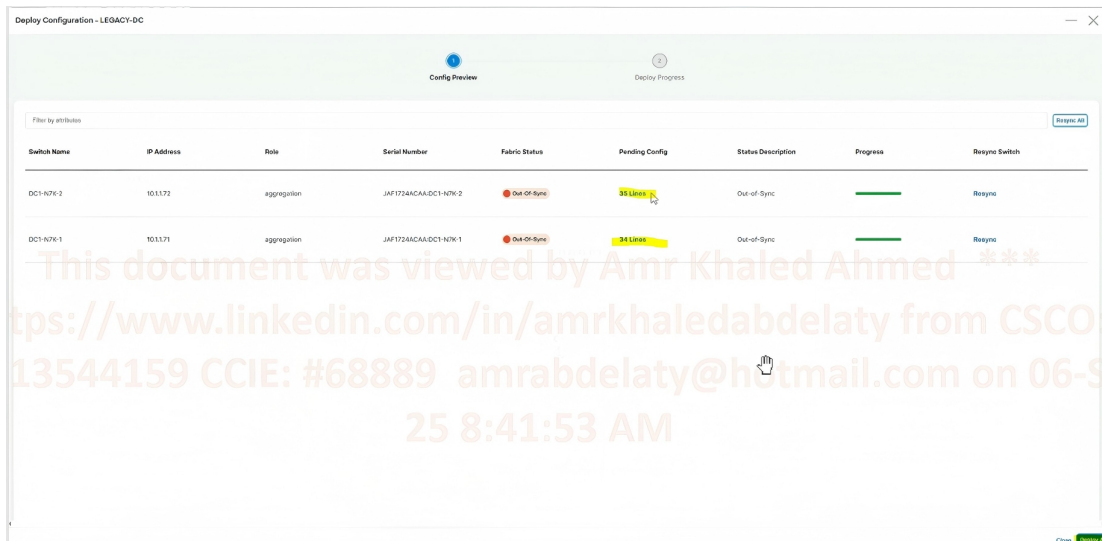 Deploy Configuration - LEGACY-DC
1
2
Config Preview
Deploy Progress
Filter by attributes
Resync All
Switch Name IP Address Role Serial Number Fabric Status Pending Config Status Description Progress Resync Switch
DC1-N7K-2 10.1.1.72 aggregation JAF1724ACAA:DC1-N7K-2 Out-Of-Sync 35 Lines Out-of-Sync Resync
DC1-N7K-1 10.1.1.71 aggregation JAF1724ACAA:DC1-N7K-1 Out-Of-Sync 34 Lines Out-of-Sync Resync
This document was viewed by Amr Khaled Ahmed ***
tps://www.linkedin.com/in/amrkhaledabdelaty from CSCO
13544159 CCIE: #68889 amrabdelaty@hotmail.com on 06-S
25 8:41:53 AM
Close Deploy